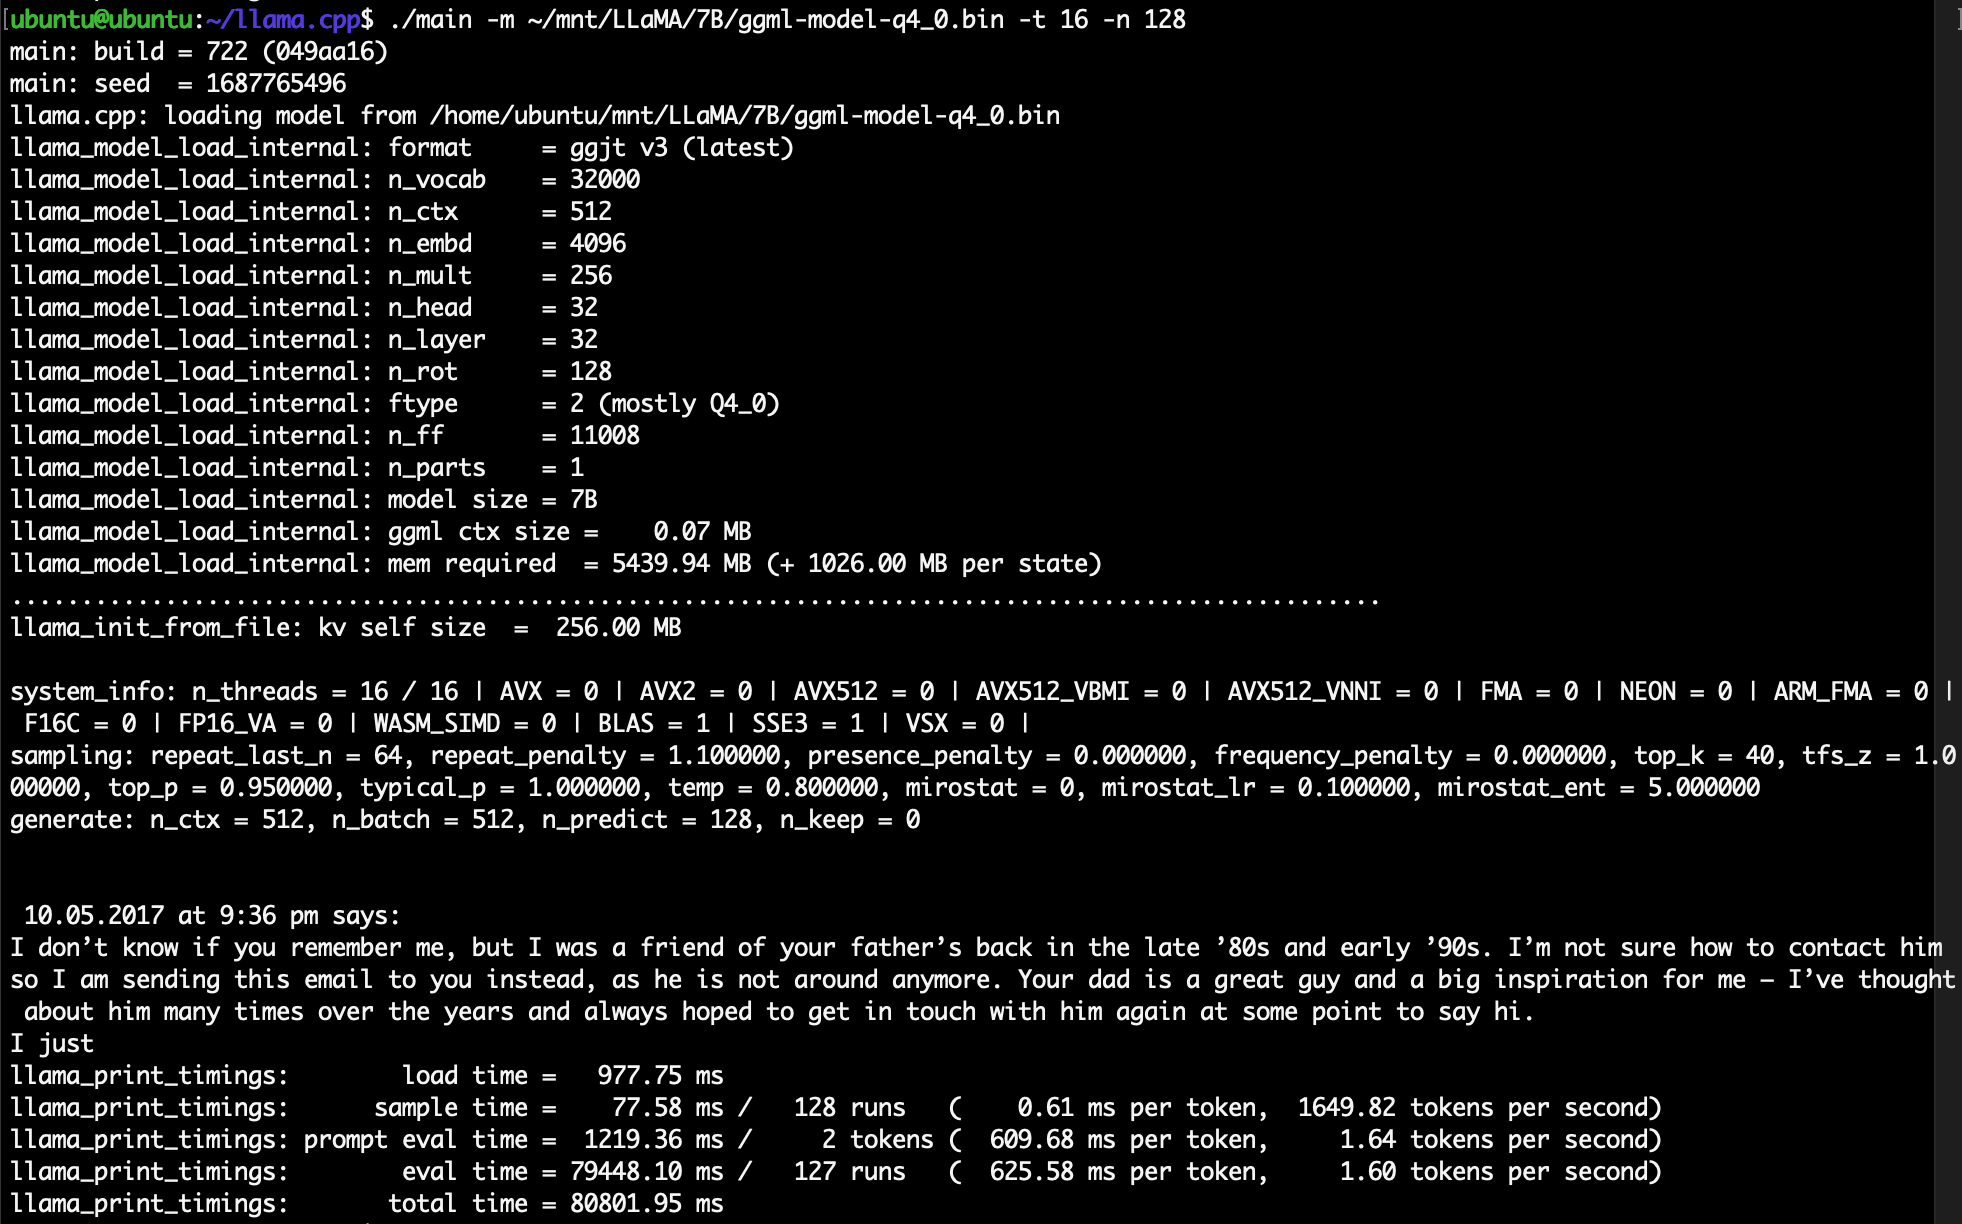 [ubuntu@ubuntu:~/llama.cpp$ ./main -m ~/mnt/LLaMA/7B/ggml-model-q4_0.bin -t 16 -n 128 ]
main: build = 722 (049aa16)
main: seed  = 1687765496
llama.cpp: loading model from /home/ubuntu/mnt/LLaMA/7B/ggml-model-q4_0.bin
llama_model_load_internal: format     = ggjt v3 (latest)
llama_model_load_internal: n_vocab    = 32000
llama_model_load_internal: n_ctx      = 512
llama_model_load_internal: n_embd     = 4096
llama_model_load_internal: n_mult     = 256
llama_model_load_internal: n_head     = 32
llama_model_load_internal: n_layer    = 32
llama_model_load_internal: n_rot      = 128
llama_model_load_internal: ftype      = 2 (mostly Q4_0)
llama_model_load_internal: n_ff       = 11008
llama_model_load_internal: n_parts    = 1
llama_model_load_internal: model size = 7B
llama_model_load_internal: ggml ctx size =    0.07 MB
llama_model_load_internal: mem required  = 5439.94 MB (+ 1026.00 MB per state)
..................................................................................................
llama_init_from_file: kv self size  =  256.00 MB
system_info: n_threads = 16 / 16 | AVX = 0 | AVX2 = 0 | AVX512 = 0 | AVX512_VBMI = 0 | AVX512_VNNI = 0 | FMA = 0 | NEON = 0 | ARM_FMA = 0 |
 F16C = 0 | FP16_VA = 0 | WASM_SIMD = 0 | BLAS = 1 | SSE3 = 1 | VSX = 0 |
sampling: repeat_last_n = 64, repeat_penalty = 1.100000, presence_penalty = 0.000000, frequency_penalty = 0.000000, top_k = 40, tfs_z = 1.0
00000, top_p = 0.950000, typical_p = 1.000000, temp = 0.800000, mirostat = 0, mirostat_lr = 0.100000, mirostat_ent = 5.000000
generate: n_ctx = 512, n_batch = 512, n_predict = 128, n_keep = 0
 10.05.2017 at 9:36 pm says:
I don’t know if you remember me, but I was a friend of your father’s back in the late ’80s and early ’90s. I’m not sure how to contact him
so I am sending this email to you instead, as he is not around anymore. Your dad is a great guy and a big inspiration for me – I’ve thought
 about him many times over the years and always hoped to get in touch with him again at some point to say hi.
I just
llama_print_timings:        load time =   977.75 ms
llama_print_timings:      sample time =    77.58 ms /   128 runs   (    0.61 ms per token,  1649.82 tokens per second)
llama_print_timings: prompt eval time =  1219.36 ms /     2 tokens (  609.68 ms per token,     1.64 tokens per second)
llama_print_timings:        eval time = 79448.10 ms /   127 runs   (  625.58 ms per token,     1.60 tokens per second)
llama_print_timings:       total time = 80801.95 ms